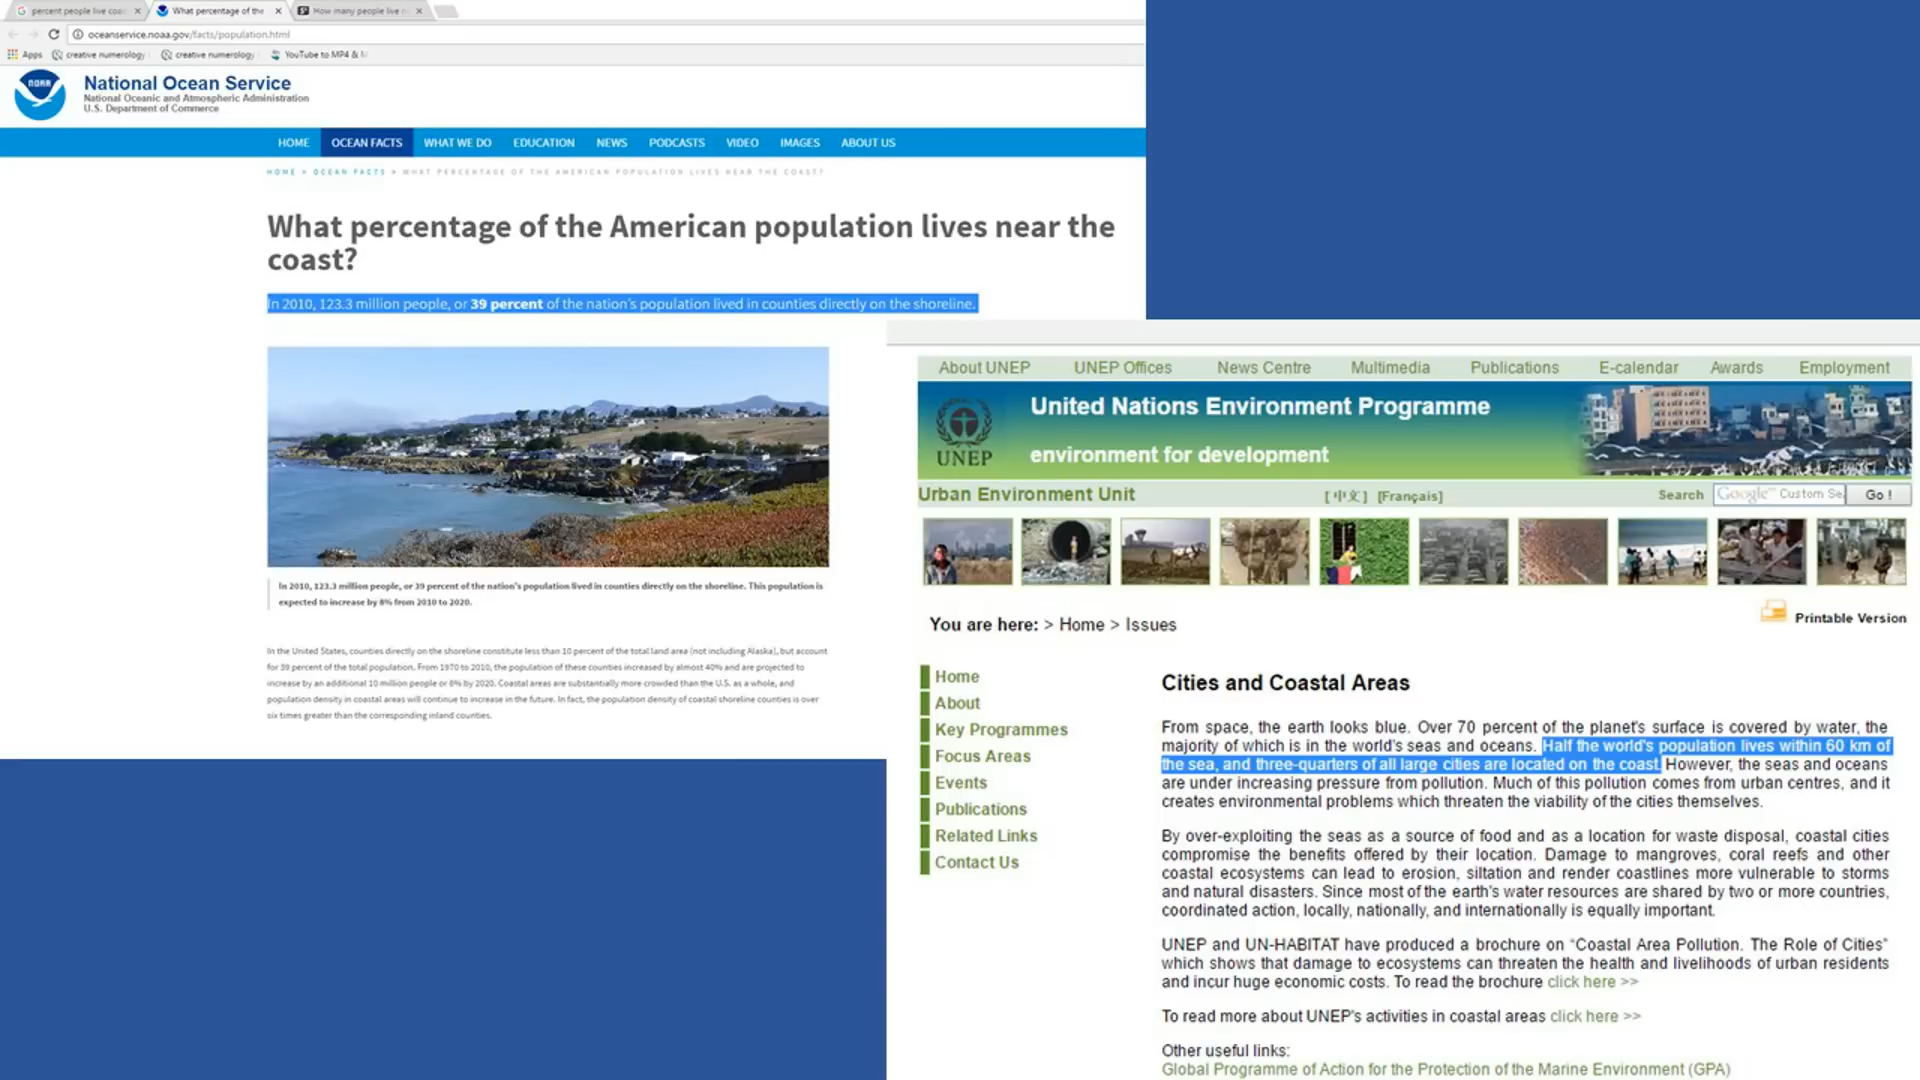 percent people live coa
What percentage of the
How many people live n
oceanservice.noaa.gov/facts/population.html
Apps
creative numerology
creative numerology
YouTube to MP4 & M
NOAA
National Ocean Service
National Oceanic and Atmospheric Administration
U.S. Department of Commerce
HOME OCEAN FACTS WHAT WE DO EDUCATION NEWS PODCASTS VIDEO IMAGES ABOUT US
HOME > OCEAN FACTS > WHAT PERCENTAGE OF THE AMERICAN POPULATION LIVES NEAR THE COAST?
What percentage of the American population lives near the
coast?
In 2010, 123.3 million people, or 39 percent of the nation's population lived in counties directly on the shoreline.
In 2010, 123.3 million people, or 39 percent of the nation's population lived in counties directly on the shoreline. This population is
expected to increase by 8% from 2010 to 2020.
In the United States, counties directly on the shoreline constitute less than 10 percent of the total land area (not including Alaska), but account
for 39 percent of the total population. From 1970 to 2010, the population of these counties increased by almost 40% and are projected to
increase by an additional 10 million people or 8% by 2020. Coastal areas are substantially more crowded than the U.S. as a whole, and
population density in coastal areas will continue to increase in the future. In fact, the population density of coastal shoreline counties is over
six times greater than the corresponding inland counties.
About UNEP UNEP Offices News Centre Multimedia Publications E-calendar Awards Employment
UNEP
United Nations Environment Programme
environment for development
Urban Environment Unit
[中文] [Français]
Search Google™ Custom Se Go !
You are here: > Home > Issues
Printable Version
Home
About
Key Programmes
Focus Areas
Events
Publications
Related Links
Contact Us
Cities and Coastal Areas
From space, the earth looks blue. Over 70 percent of the planet's surface is covered by water, the
majority of which is in the world's seas and oceans. Half the world's population lives within 60 km of
the sea, and three-quarters of all large cities are located on the coast. However, the seas and oceans
are under increasing pressure from pollution. Much of this pollution comes from urban centres, and it
creates environmental problems which threaten the viability of the cities themselves.
By over-exploiting the seas as a source of food and as a location for waste disposal, coastal cities
compromise the benefits offered by their location. Damage to mangroves, coral reefs and other
coastal ecosystems can lead to erosion, siltation and render coastlines more vulnerable to storms
and natural disasters. Since most of the earth's water resources are shared by two or more countries,
coordinated action, locally, nationally, and internationally is equally important.
UNEP and UN-HABITAT have produced a brochure on “Coastal Area Pollution. The Role of Cities”
which shows that damage to ecosystems can threaten the health and livelihoods of urban residents
and incur huge economic costs. To read the brochure click here >>
To read more about UNEP's activities in coastal areas click here >>
Other useful links:
Global Programme of Action for the Protection of the Marine Environment (GPA)